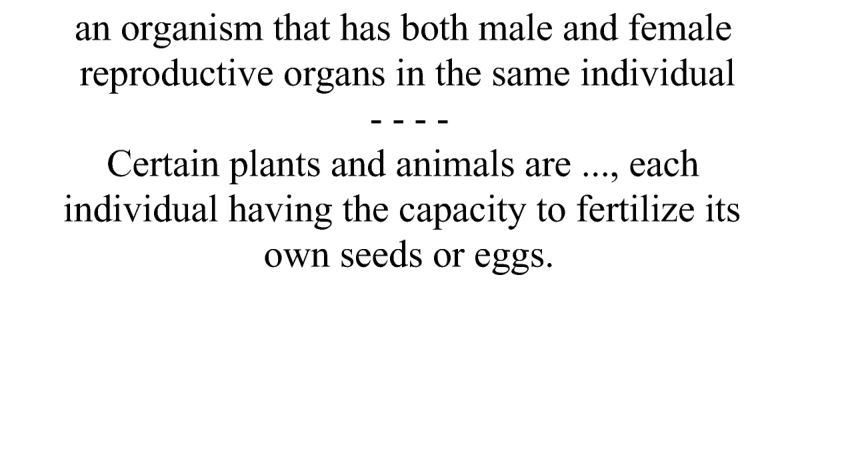 an organism that has both male and female
reproductive organs in the same individual
- - - -
Certain plants and animals are ..., each
individual having the capacity to fertilize its
own seeds or eggs.